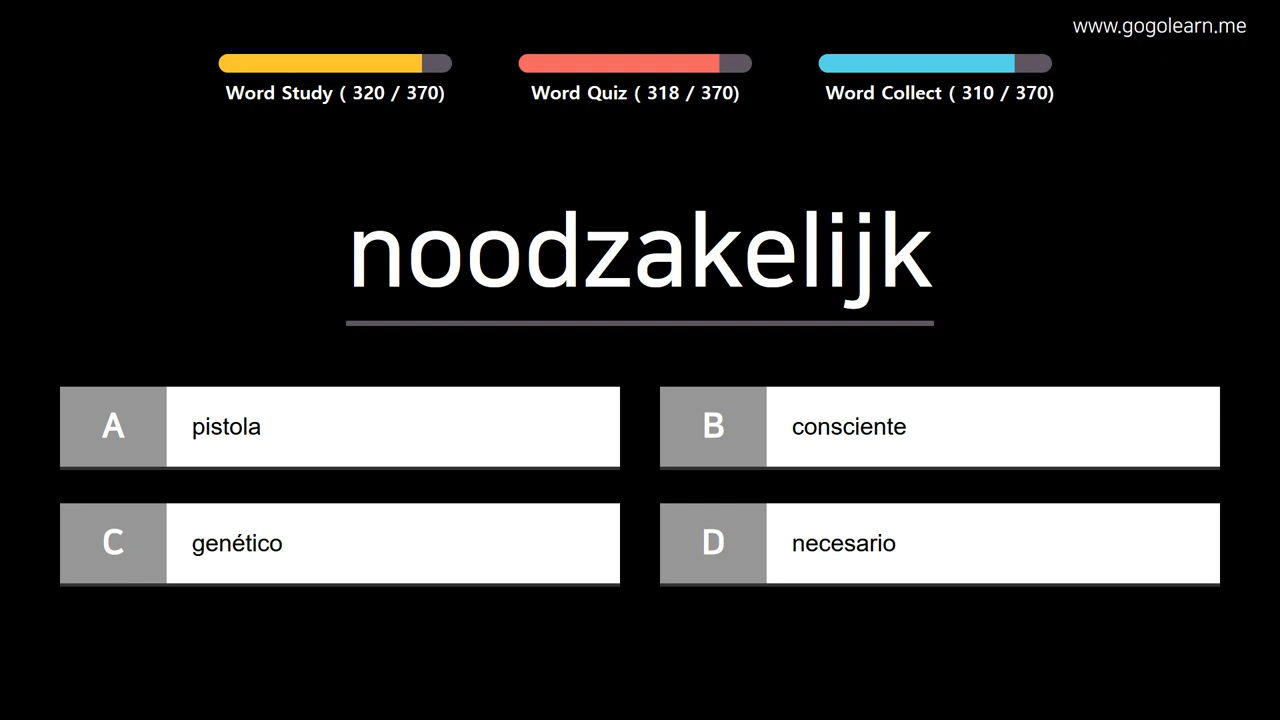 www.gogolearn.me
Word Study ( 320 / 370)
Word Quiz ( 318 / 370)
Word Collect ( 310 / 370)
noodzakelijk
A pistola
B consciente
C genético
D necesario